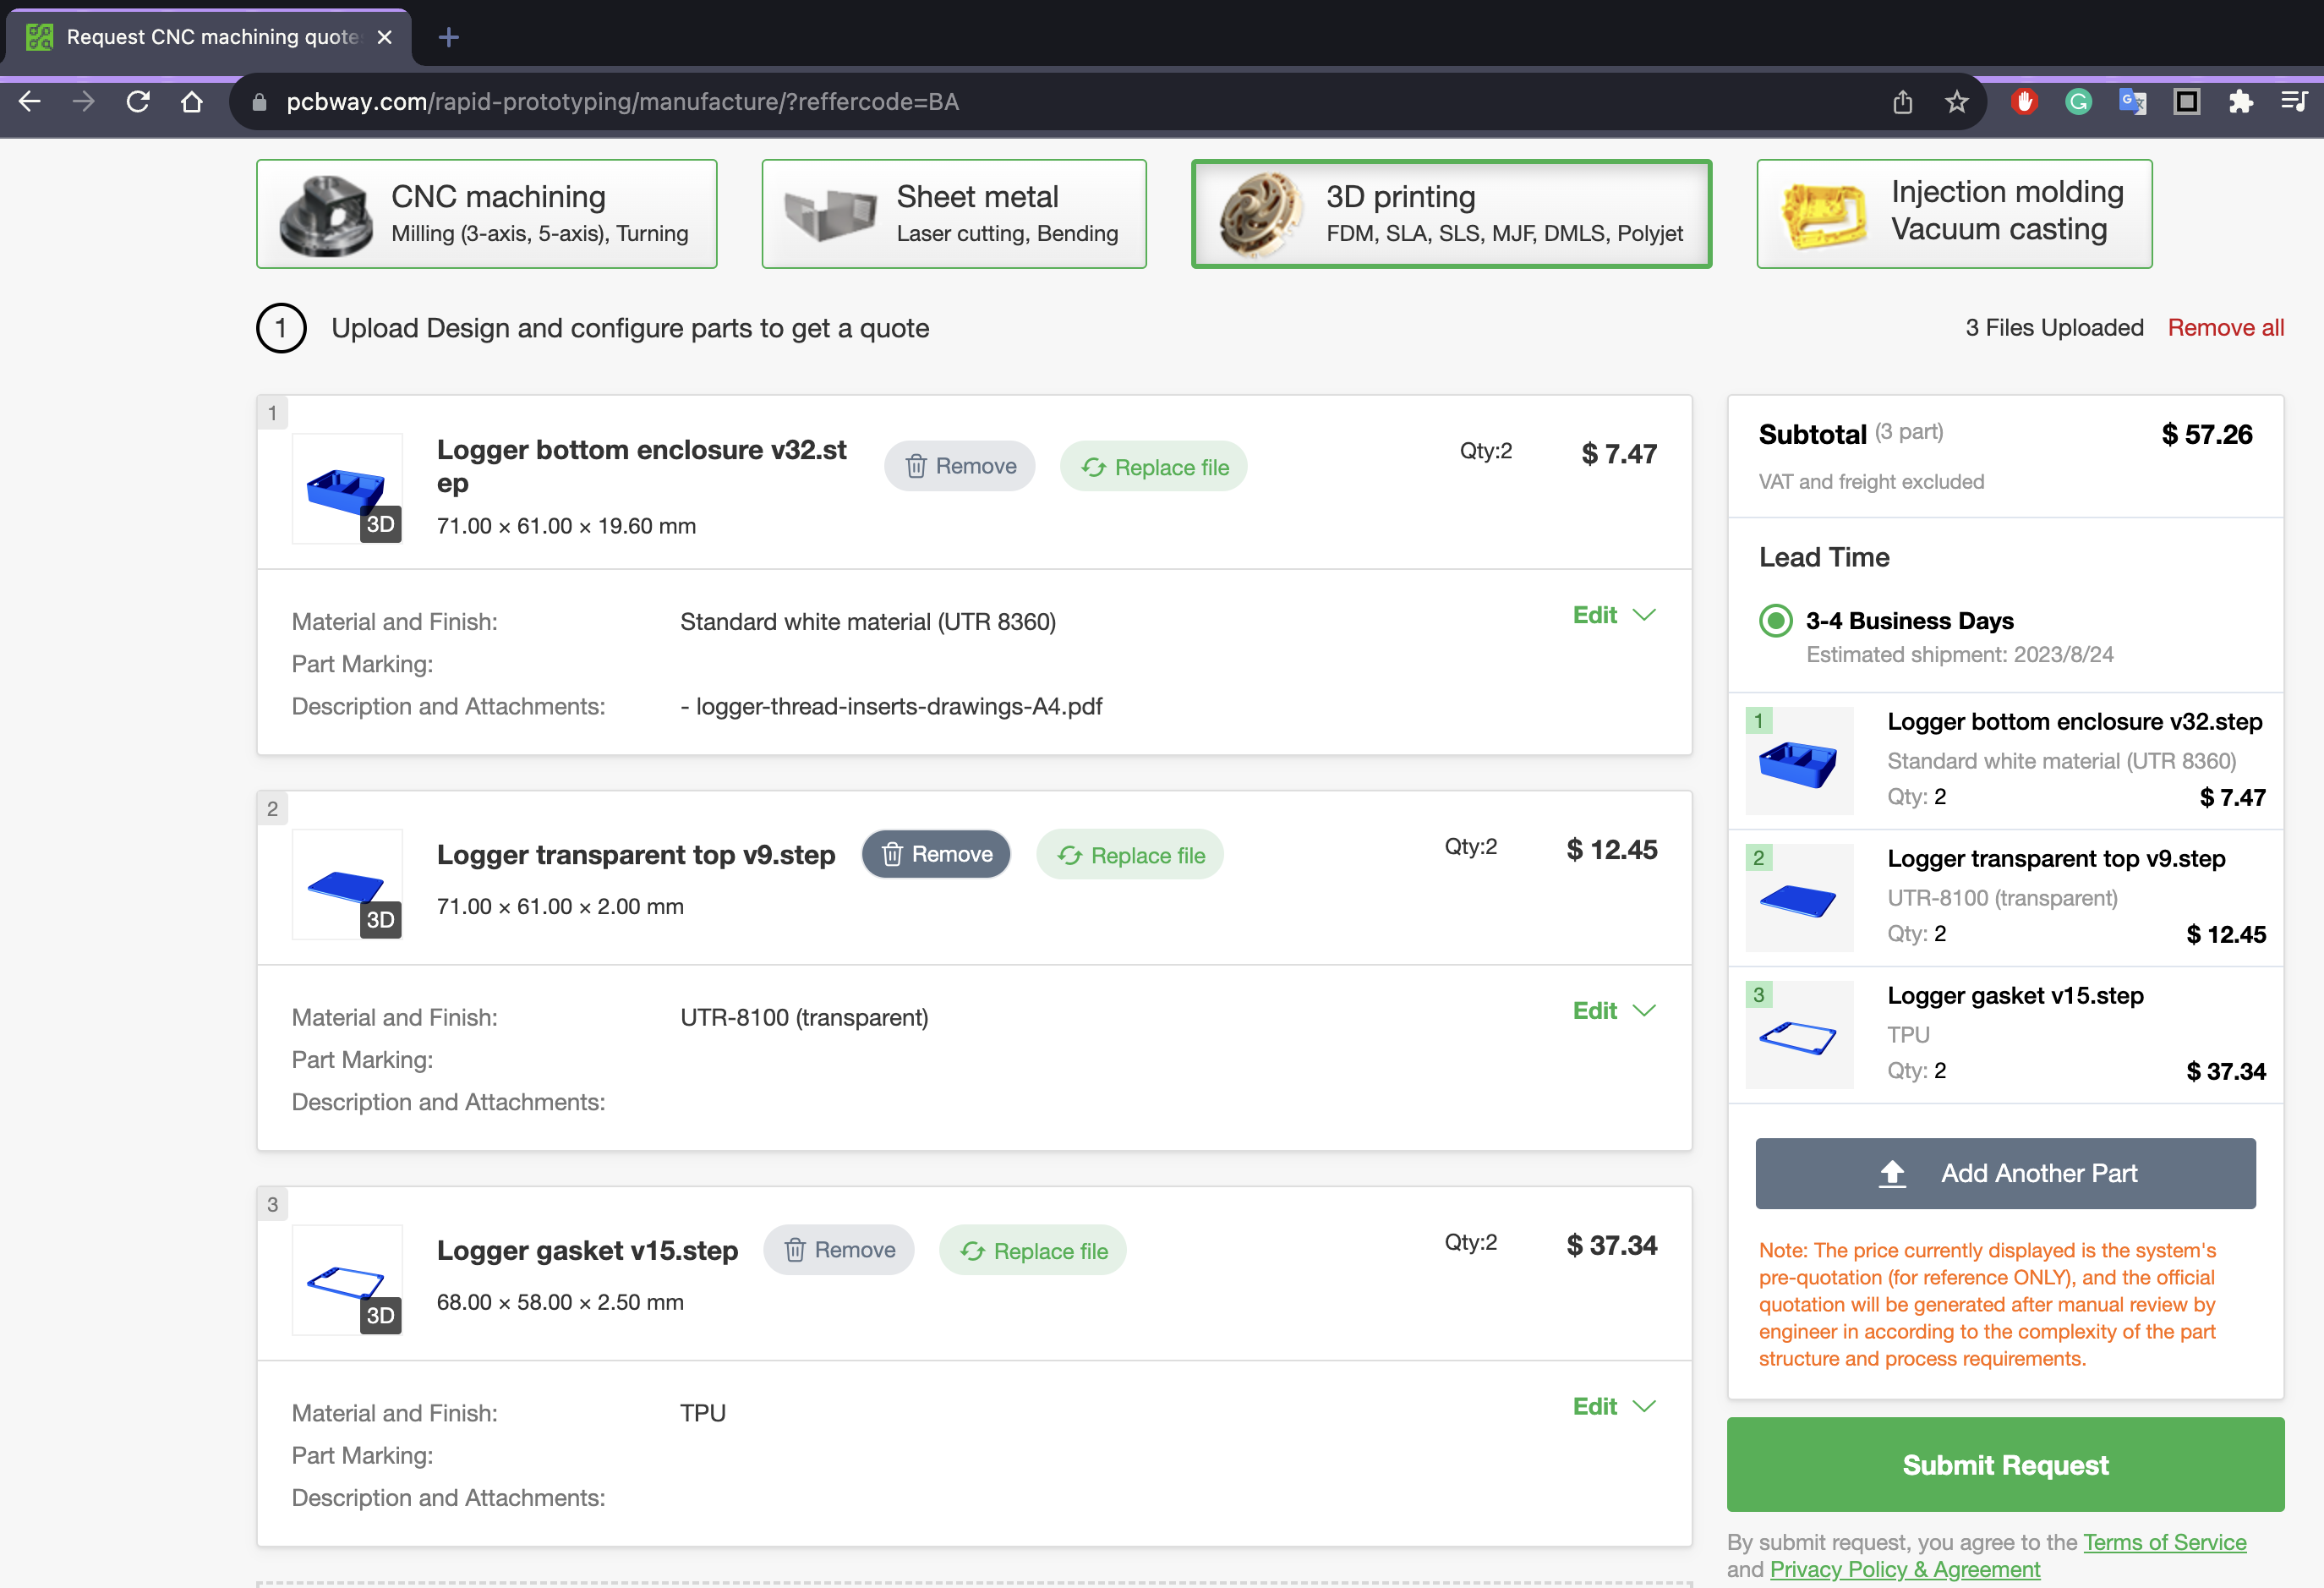 Request CNC machining quote
pcbway.com/rapid-prototyping/manufacture/?reffercode=BA
CNC machining
Milling (3-axis, 5-axis), Turning
Sheet metal
Laser cutting, Bending
3D printing
FDM, SLA, SLS, MJF, DMLS, Polyjet
Injection molding
Vacuum casting
1 Upload Design and configure parts to get a quote
3 Files Uploaded Remove all
1
3D
Logger bottom enclosure v32.st
ep
71.00 × 61.00 × 19.60 mm
Remove
Replace file
Qty:2
$ 7.47
Material and Finish: Standard white material (UTR 8360)
Edit
Part Marking:
Description and Attachments: - logger-thread-inserts-drawings-A4.pdf
2
3D
Logger transparent top v9.step
71.00 × 61.00 × 2.00 mm
Remove
Replace file
Qty:2
$ 12.45
Material and Finish: UTR-8100 (transparent)
Edit
Part Marking:
Description and Attachments:
3
3D
Logger gasket v15.step
68.00 × 58.00 × 2.50 mm
Remove
Replace file
Qty:2
$ 37.34
Material and Finish: TPU
Edit
Part Marking:
Description and Attachments:
Subtotal (3 part) $ 57.26
VAT and freight excluded
Lead Time
3-4 Business Days
Estimated shipment: 2023/8/24
1
Logger bottom enclosure v32.step
Standard white material (UTR 8360)
Qty: 2 $ 7.47
2
Logger transparent top v9.step
UTR-8100 (transparent)
Qty: 2 $ 12.45
3
Logger gasket v15.step
TPU
Qty: 2 $ 37.34
Add Another Part
Note: The price currently displayed is the system's
pre-quotation (for reference ONLY), and the official
quotation will be generated after manual review by
engineer in according to the complexity of the part
structure and process requirements.
Submit Request
By submit request, you agree to the Terms of Service
and Privacy Policy & Agreement